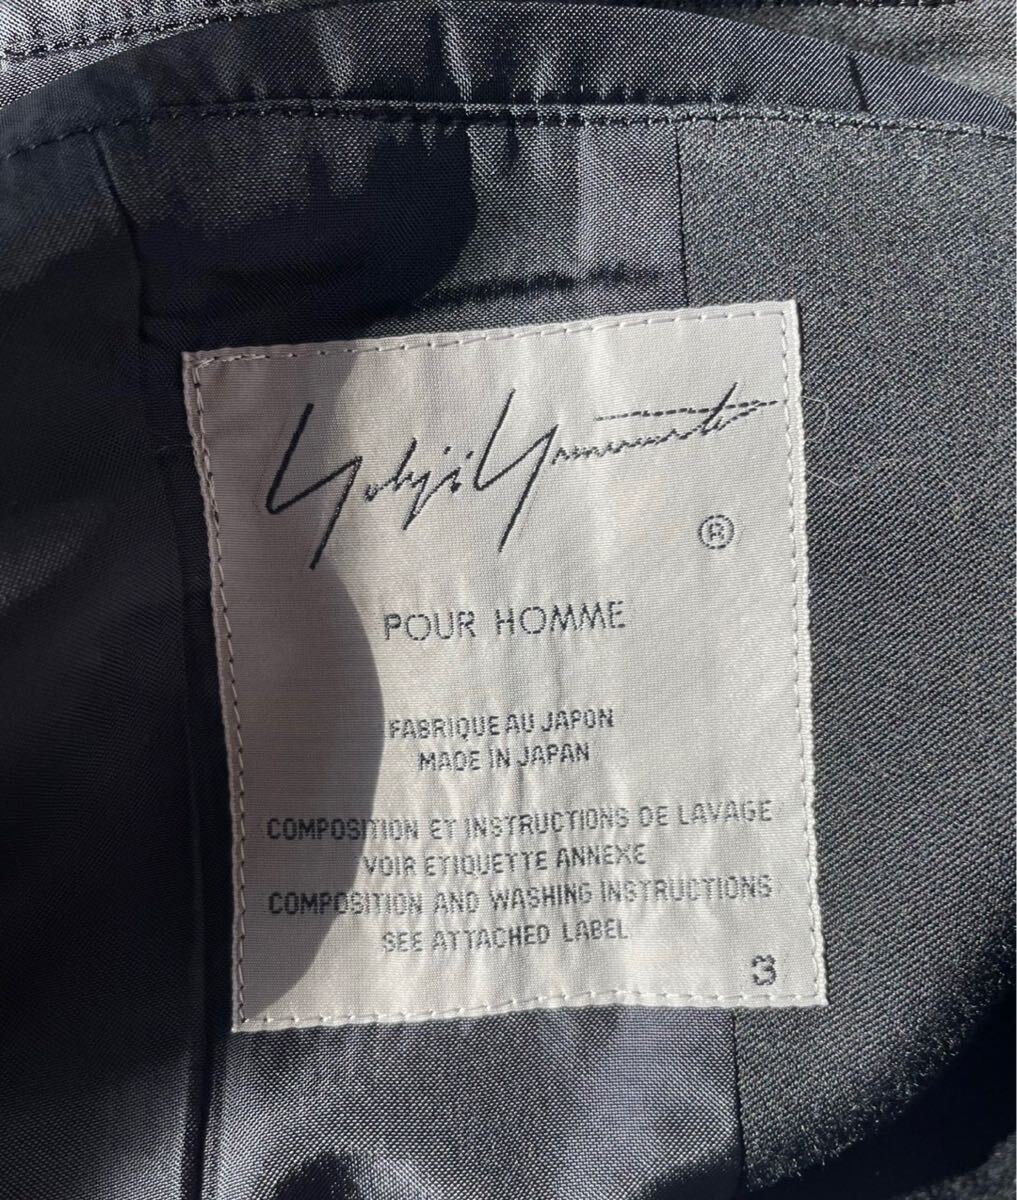 Yohji Yamamoto
®
POUR HOMME
FABRIQUE AU JAPON
MADE IN JAPAN
COMPOSITION ET INSTRUCTIONS DE LAVAGE
VOIR ETIQUETTE ANNEXE
COMPOSITION AND WASHING INSTRUCTIONS
SEE ATTACHED LABEL
3